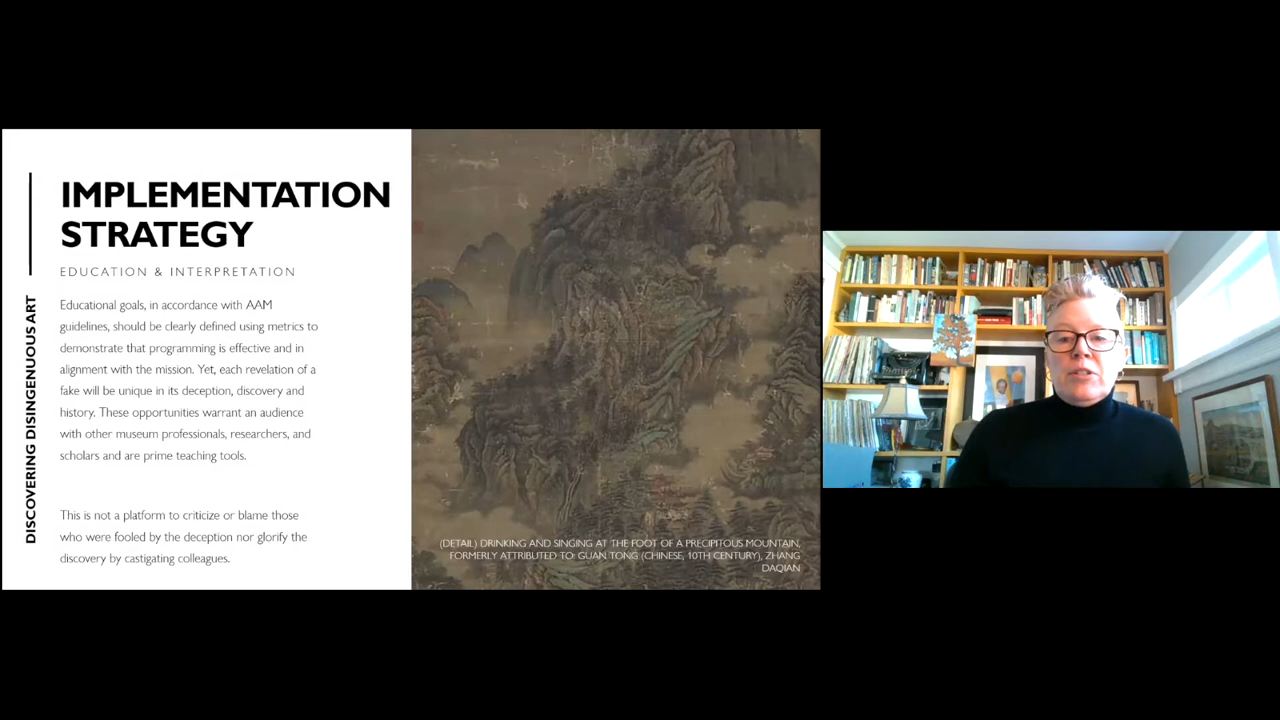 IMPLEMENTATION
STRATEGY
EDUCATION & INTERPRETATION
Educational goals, in accordance with AAM
guidelines, should be clearly defined using metrics to
demonstrate that programming is effective and in
alignment with the mission. Yet, each revelation of a
fake will be unique in its deception, discovery and
history. These opportunities warrant an audience
with other museum professionals, researchers, and
scholars and are prime teaching tools.
This is not a platform to criticize or blame those
who were fooled by the deception nor glorify the
discovery by castigating colleagues.
DISCOVERING DISINGENUOUS ART
(DETAIL) DRINKING AND SINGING AT THE FOOT OF A PRECIPITOUS MOUNTAIN,
FORMERLY ATTRIBUTED TO: GUAN TONG (CHINESE, 10TH CENTURY), ZHANG
DAQIAN